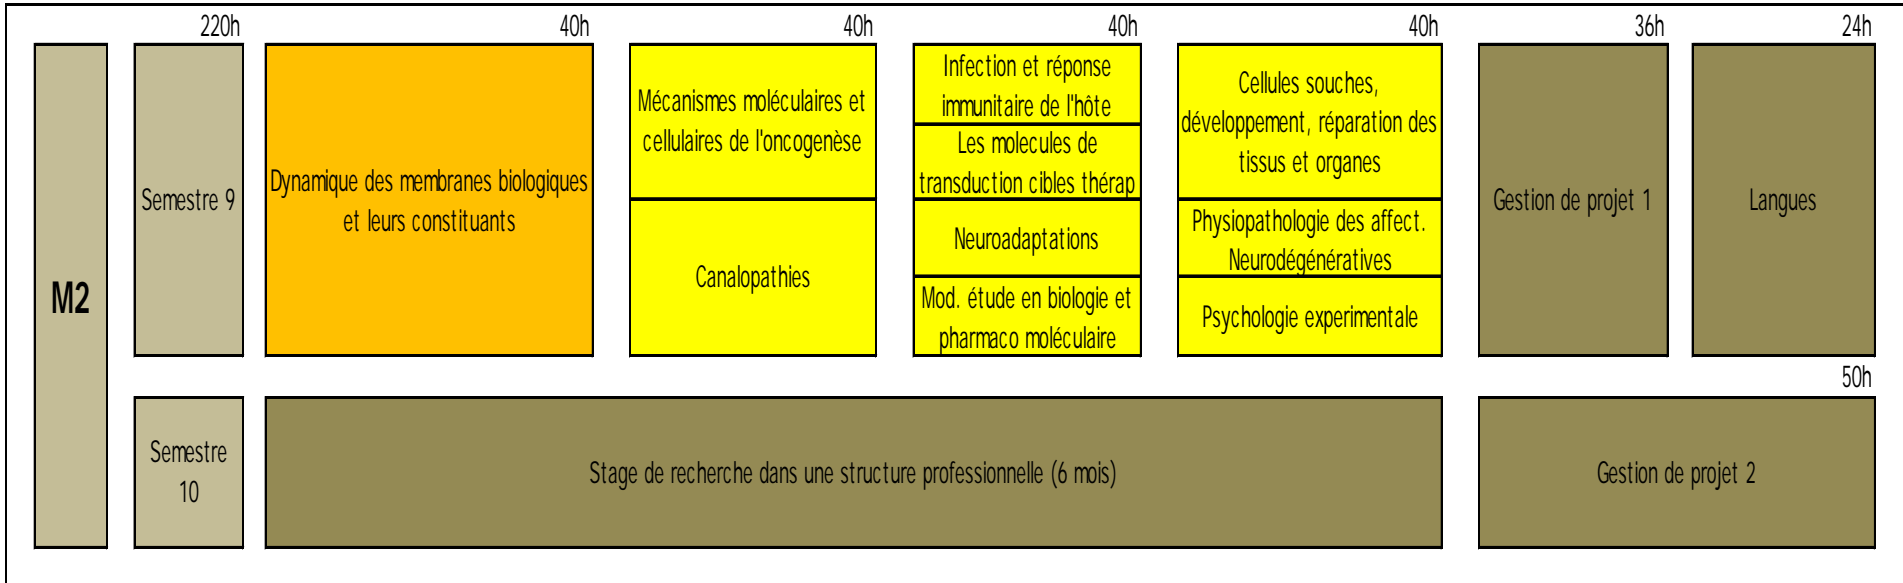 220h
40h
40h
40h
40h
36h
24h
M2
Semestre 9
Dynamique des membranes biologiques
et leurs constituants
Mécanismes moléculaires et
cellulaires de l'oncogenèse
Canalopathies
Infection et réponse
immunitaire de l'hôte
Les molecules de
transduction cibles thérap
Neuroadaptations
Mod. étude en biologie et
pharmaco moléculaire
Cellules souches,
développement, réparation des
tissus et organes
Physiopathologie des affect.
Neurodégénératives
Psychologie experimentale
Gestion de projet 1
Langues
50h
Semestre
10
Stage de recherche dans une structure professionnelle (6 mois)
Gestion de projet 2